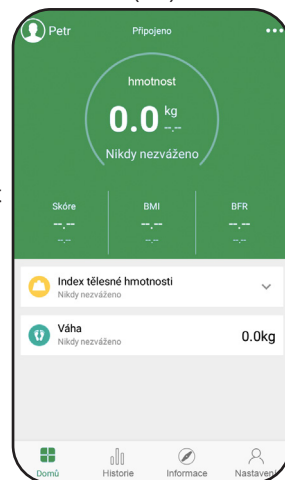 Petr Připojeno •••
hmotnost
0.0 kg
--.--
Nikdy nezváženo
Skóre BMI BFR
--.-- --.-- --.--
--.-- --.-- --.--
Index tělesné hmotnosti
Nikdy nezváženo
Váha
Nikdy nezváženo
0.0kg
Domů Historie Informace Nastavení